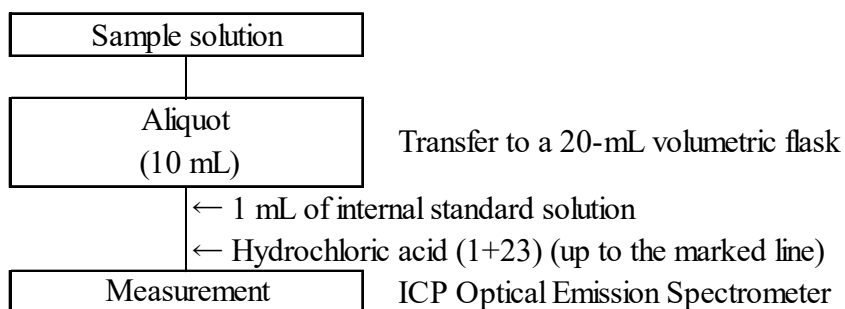 Sample solution
Aliquot
(10 mL)
Transfer to a 20-mL volumetric flask
← 1 mL of internal standard solution
← Hydrochloric acid (1+23) (up to the marked line)
Measurement
ICP Optical Emission Spectrometer